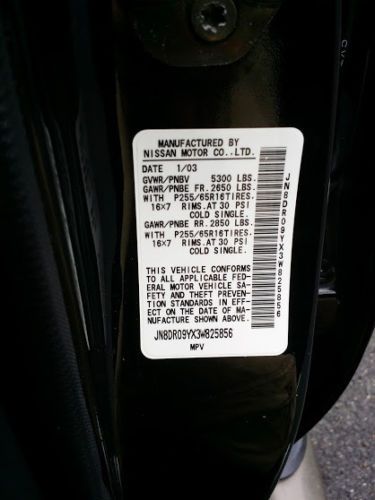 MANUFACTURED BY
NISSAN MOTOR CO., LTD.
DATE 1/03
GVWR/PNBV 5300 LBS.
GAWR/PNBE FR. 2650 LBS.
WITH P255/65R16TIRES.
16X7 RIMS. AT 30 PSI
COLD SINGLE.
GAWR/PNBE RR. 2850 LBS.
WITH P255/65R16TIRES.
16X7 RIMS. AT 30 PSI
COLD SINGLE.
THIS VEHICLE CONFORMS
TO ALL APPLICABLE FED-
ERAL MOTOR VEHICLE SA-
FETY AND THEFT PREVEN-
TION STANDARDS IN EFF-
ECT ON THE DATE OF MA-
NUFACTURE SHOWN ABOVE.
JN8DR09YX3W825856
MPV
JN8DR09YX3W825856